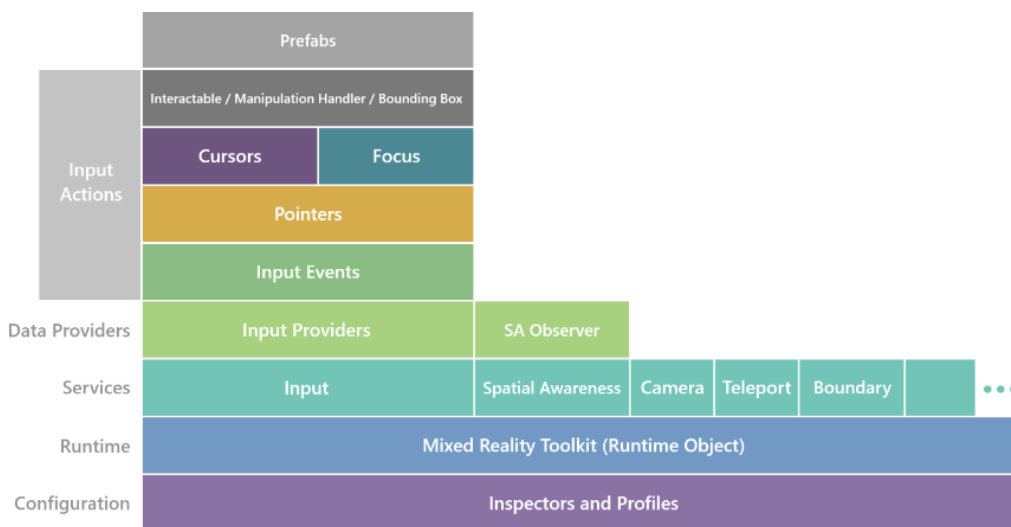 Prefabs
Interactable / Manipulation Handler / Bounding Box
Input
Actions
Cursors
Focus
Pointers
Input Events
Data Providers
Input Providers
SA Observer
Services
Input
Spatial Awareness
Camera
Teleport
Boundary
Runtime
Mixed Reality Toolkit (Runtime Object)
Configuration
Inspectors and Profiles